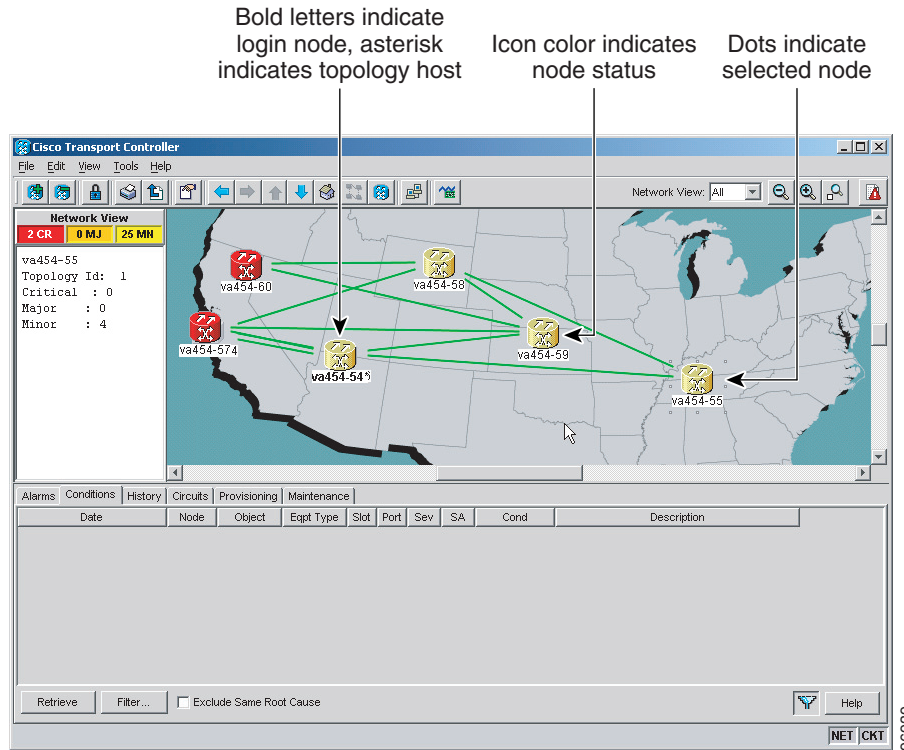 Bold letters indicate
login node, asterisk
indicates topology host
Icon color indicates
node status
Dots indicate
selected node
Cisco Transport Controller
File Edit View Tools Help
Network View: All
Network View
2 CR 0 MJ 25 MN
va454-55
Topology Id: 1
Critical : 0
Major : 0
Minor : 4
va454-60
va454-58
va454-574
va454-59
va454-54*)
va454-55
Alarms Conditions History Circuits Provisioning Maintenance
Date Node Object Eqpt Type Slot Port Sev SA Cond Description
Retrieve Filter... Exclude Same Root Cause Help
NET CKT